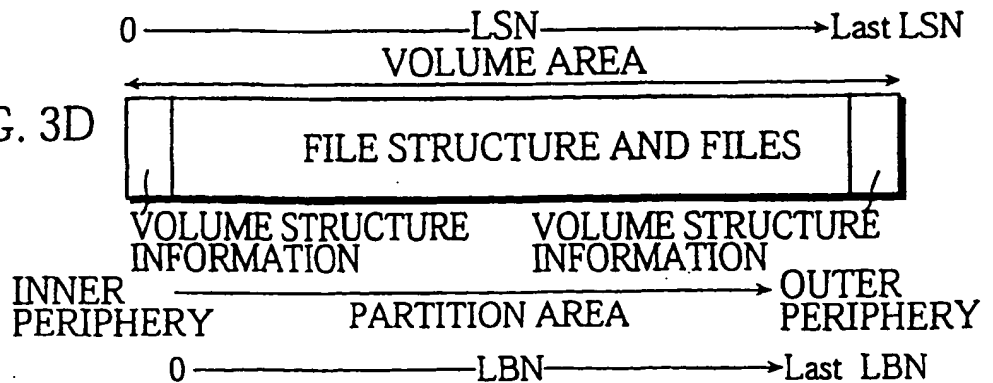 0 LSN Last LSN
VOLUME AREA
G. 3D
FILE STRUCTURE AND FILES
VOLUME STRUCTURE
INFORMATION
VOLUME STRUCTURE
INFORMATION
INNER
PERIPHERY
PARTITION AREA
OUTER
PERIPHERY
0 LBN Last LBN